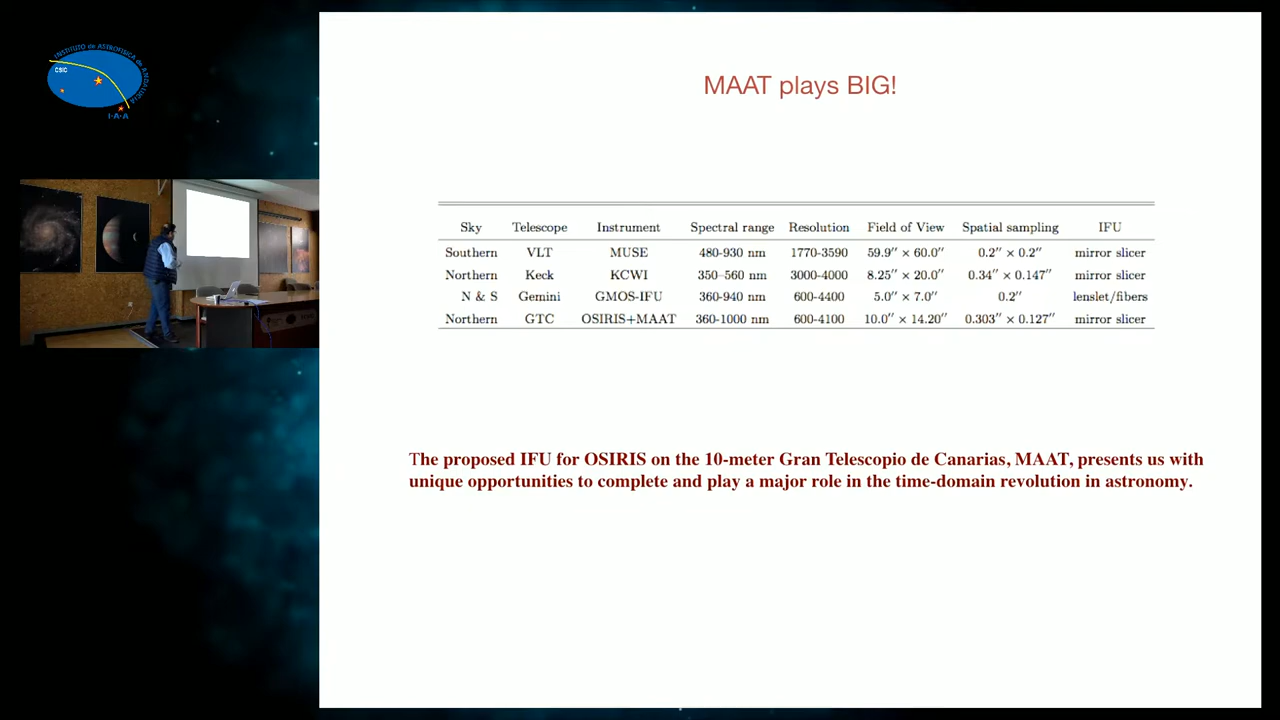 INSTITUTO de ASTROFISICA de ANDALUCIA
CSIC
I·A·A
MAAT plays BIG!
Sky Telescope Instrument Spectral range Resolution Field of View Spatial sampling IFU
Southern VLT MUSE 480-930 nm 1770-3590 59.9″ × 60.0″ 0.2″ × 0.2″ mirror slicer
Northern Keck KCWI 350–560 nm 3000-4000 8.25″ × 20.0″ 0.34″ × 0.147″ mirror slicer
N & S Gemini GMOS-IFU 360-940 nm 600-4400 5.0″ × 7.0″ 0.2″ lenslet/fibers
Northern GTC OSIRIS+MAAT 360-1000 nm 600-4100 10.0″ × 14.20″ 0.303″ × 0.127″ mirror slicer
The proposed IFU for OSIRIS on the 10-meter Gran Telescopio de Canarias, MAAT, presents us with
unique opportunities to complete and play a major role in the time-domain revolution in astronomy.